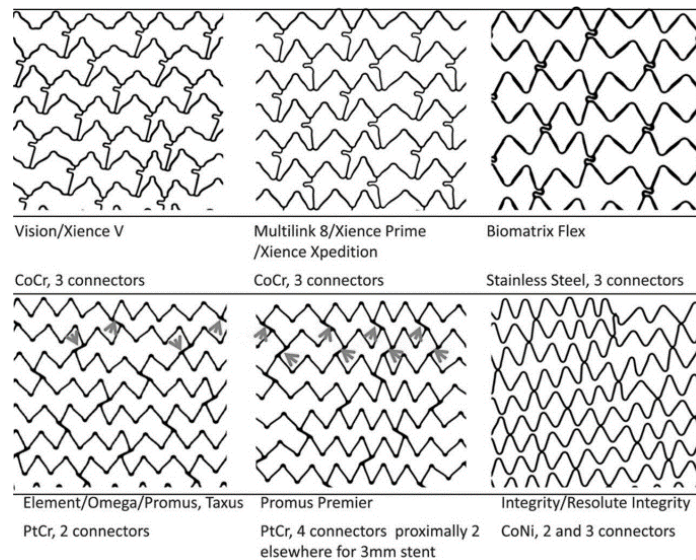 Vision/Xience V
Multilink 8/Xience Prime
/Xience Xpedition
Biomatrix Flex
CoCr, 3 connectors
CoCr, 3 connectors
Stainless Steel, 3 connectors
Element/Omega/Promus, Taxus
Promus Premier
Integrity/Resolute Integrity
PtCr, 2 connectors
PtCr, 4 connectors proximally 2
elsewhere for 3mm stent
CoNi, 2 and 3 connectors